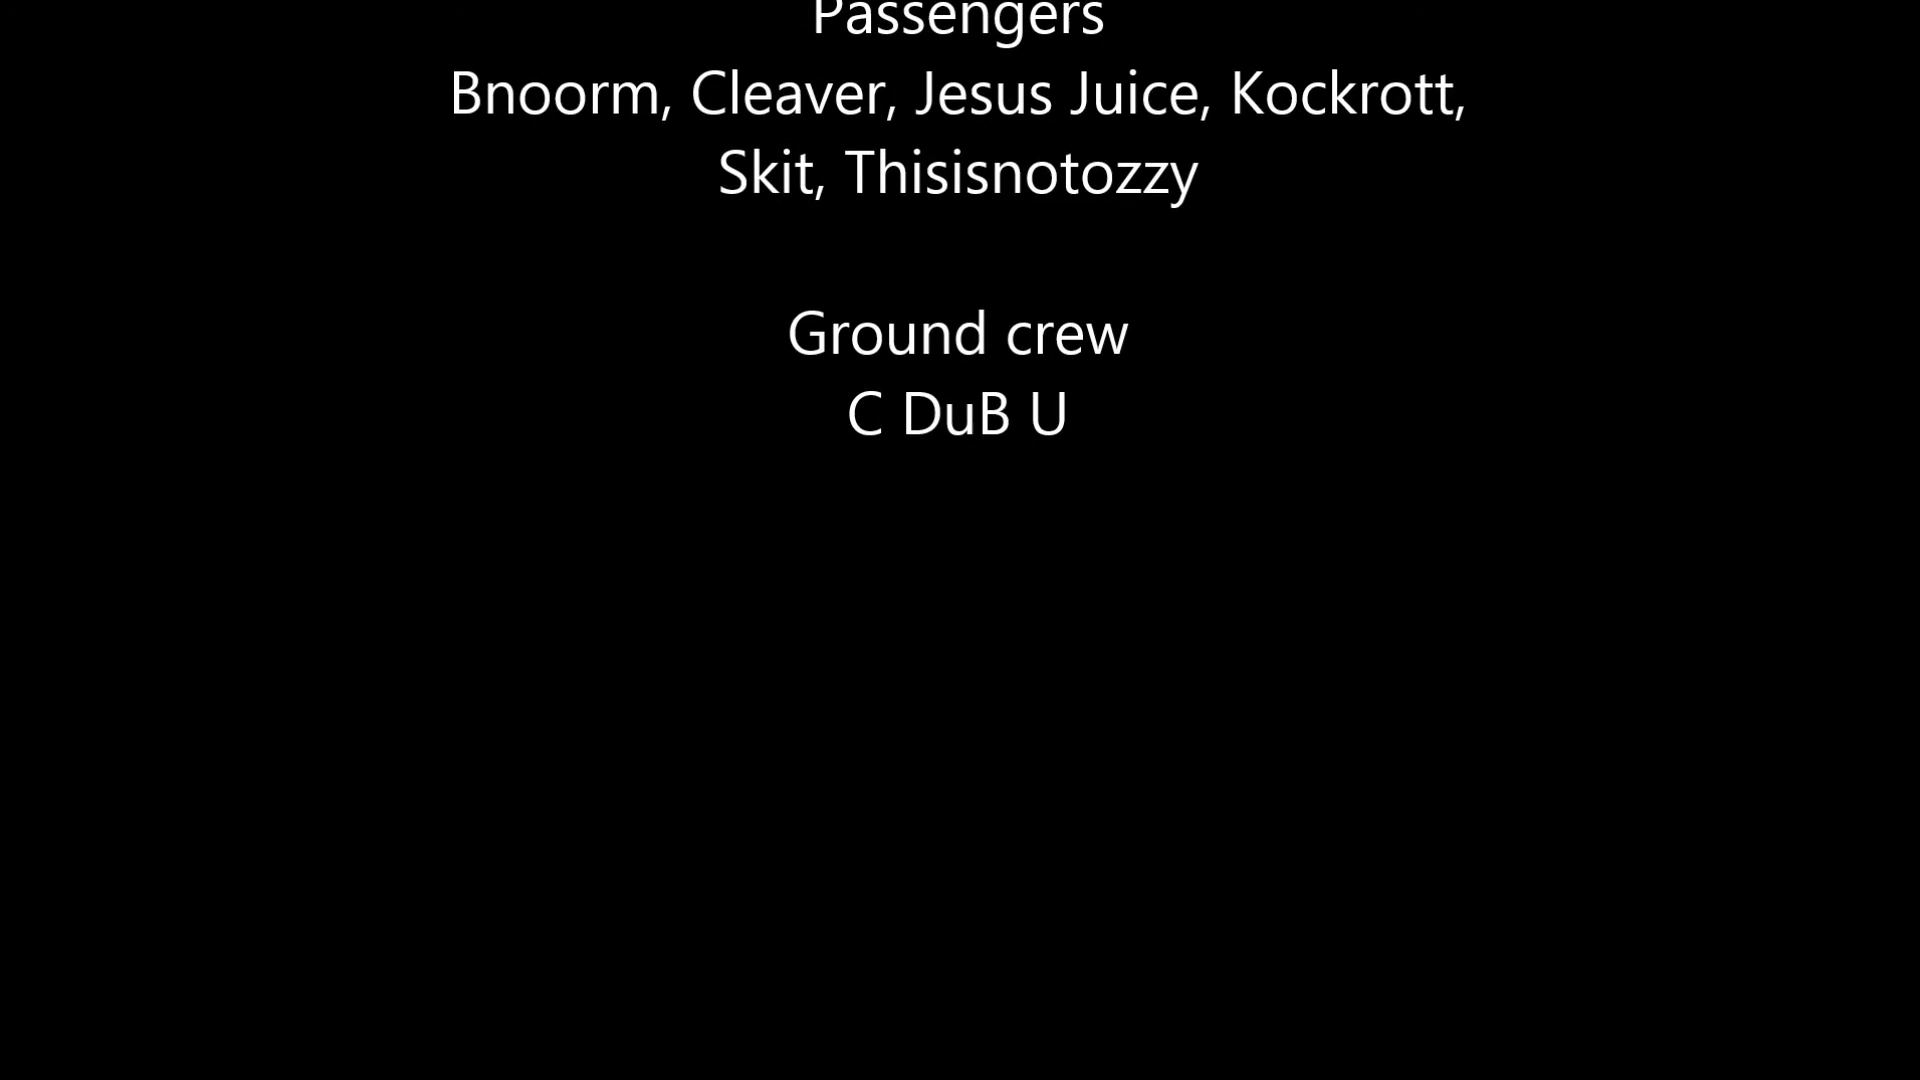 Passengers
Bnoorm, Cleaver, Jesus Juice, Kockrott,
Skit, Thisisnotozzy
Ground crew
C DuB U